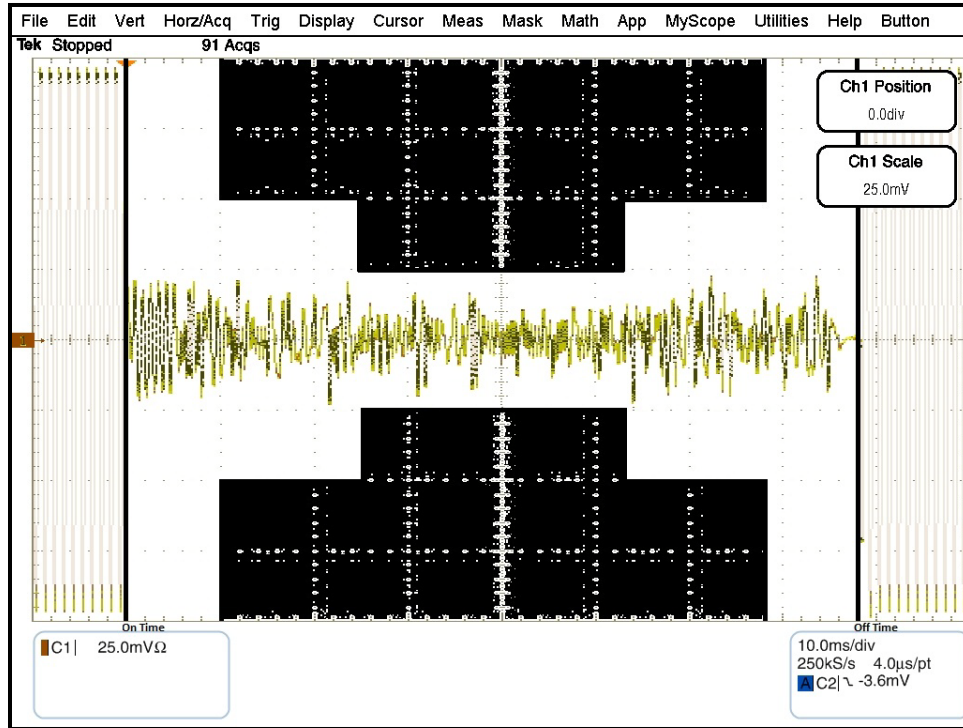 File Edit Vert Horz/Acq Trig Display Cursor Meas Mask Math App MyScope Utilities Help Button
Tek Stopped 91 Acqs
Ch1 Position
0.0div
Ch1 Scale
25.0mV
1
On Time Off Time
C1 25.0mVΩ
10.0ms/div
250kS/s 4.0µs/pt
A C2 -3.6mV